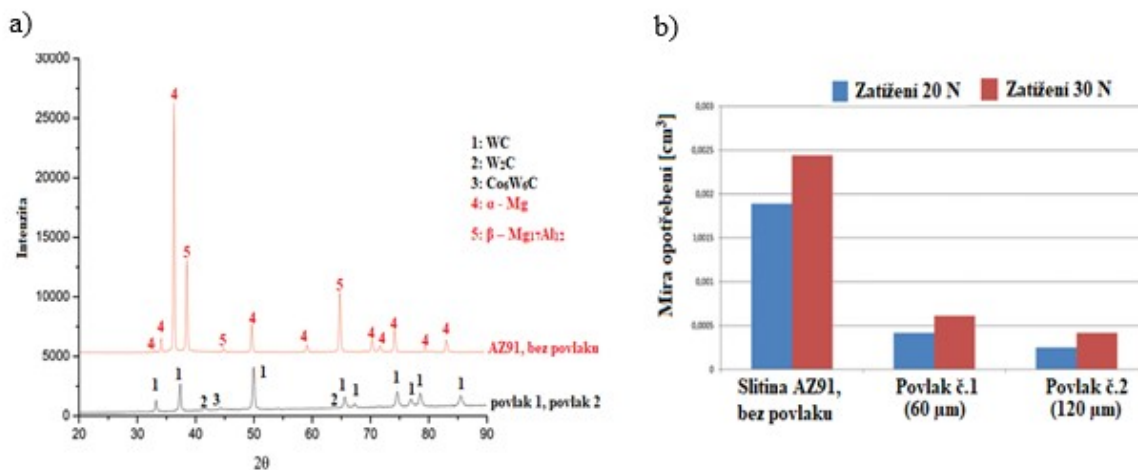 a)
30000
25000
20000
15000
10000
5000
0
Intenzita
20
30
40
50
60
70
80
90
2θ
1: WC
2: W₂C
3: Co₆W₆C
4: α - Mg
5: β – Mg₁₇Al₁₂
4
4
4
5
5
4
4
5
4
4
4
4
4
AZ91, bez povlaku
1
1
2
3
1
2
1
1
1
1
1
1
povlak 1, povlak 2
b)
Zatížení 20 N
Zatížení 30 N
Míra opotřebení [cm³]
0,003
0,0025
0,002
0,0015
0,001
0,0005
0
Slitina AZ91,
bez povlaku
Povlak č.1
(60 µm)
Povlak č.2
(120 µm)